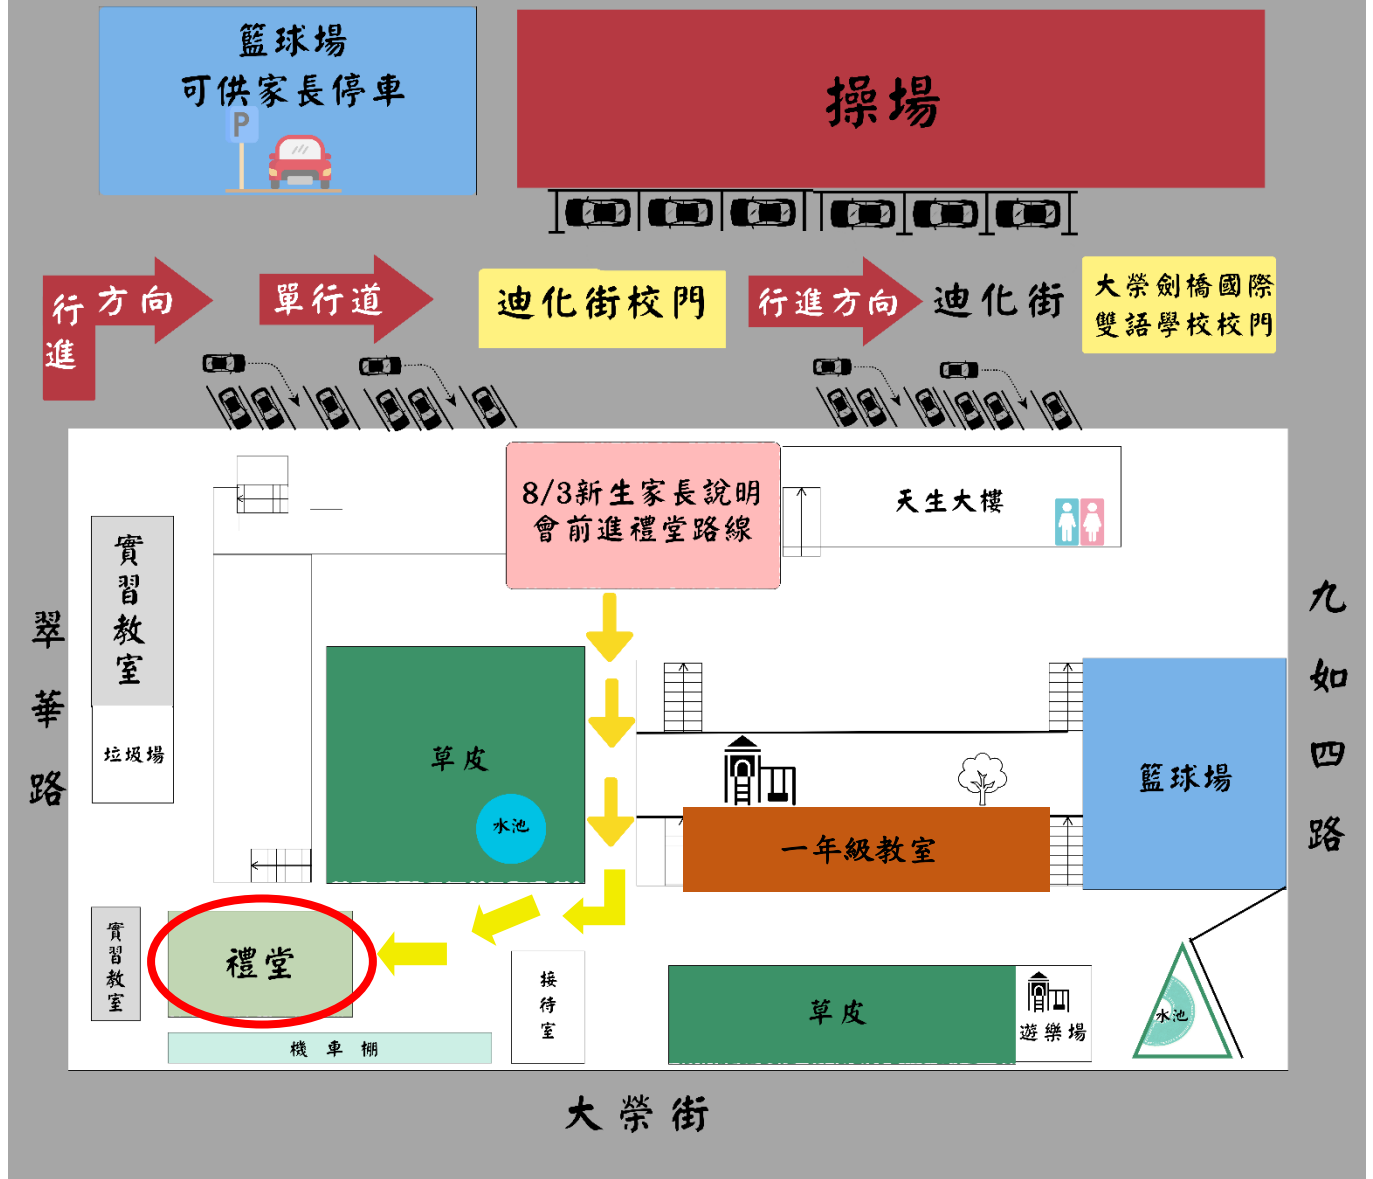 籃球場
可供家長停車
P
操場
行進方向
單行道
迪化街校門
行進方向
迪化街
大榮劍橋國際
雙語學校校門
8/3新生家長說明
會前進禮堂路線
天生大樓
實習教室
垃圾場
翠華路
九如四路
草皮
水池
籃球場
一年級教室
實習教室
禮堂
接待室
機車棚
草皮
遊樂場
水池
大榮街